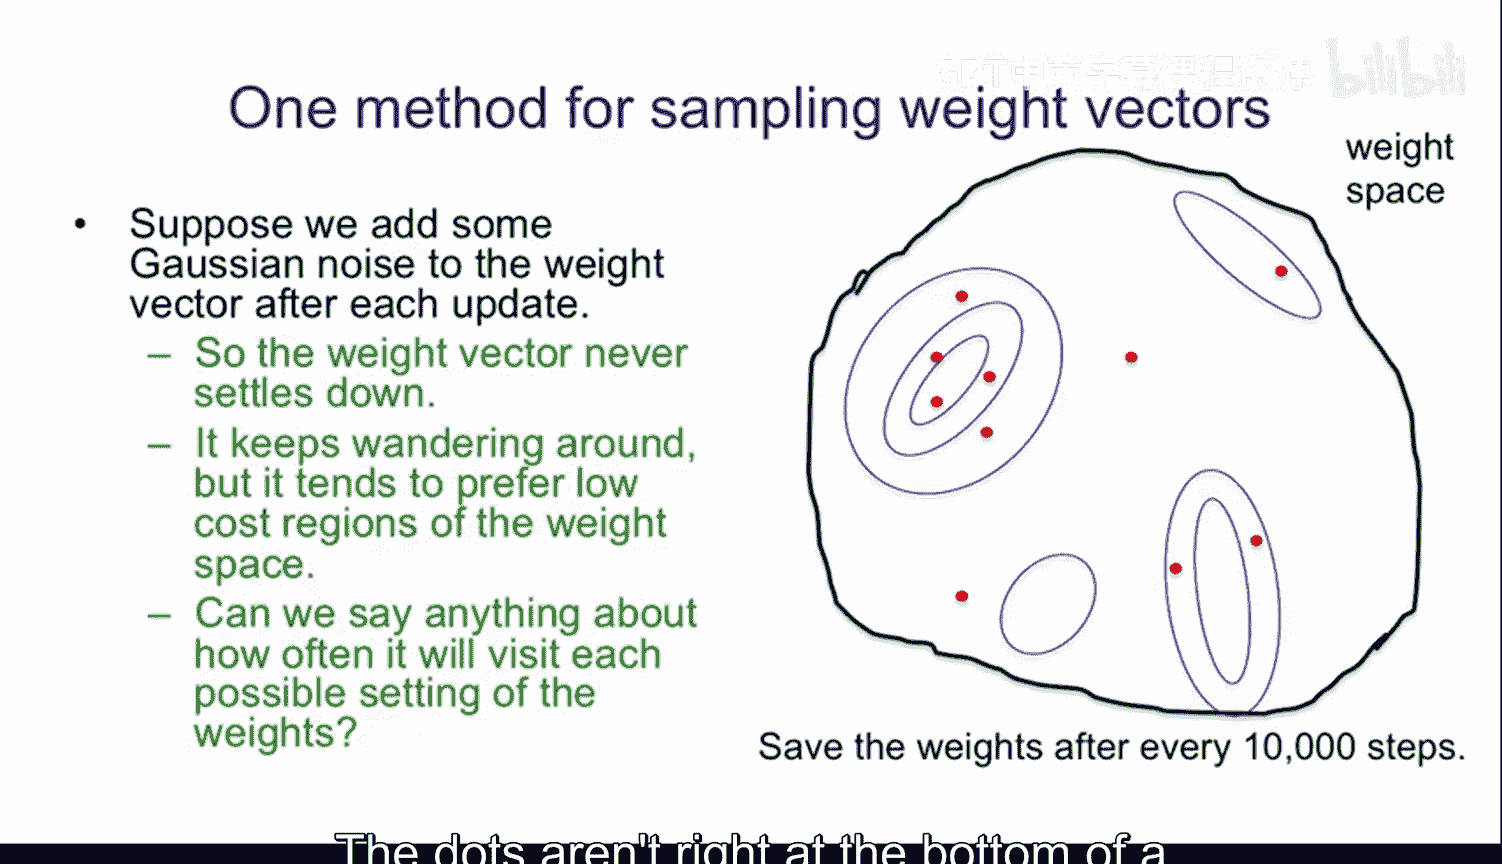 One method for sampling weight vectors
weight
space
• Suppose we add some
Gaussian noise to the weight
vector after each update.
– So the weight vector never
settles down.
– It keeps wandering around,
but it tends to prefer low
cost regions of the weight
space.
– Can we say anything about
how often it will visit each
possible setting of the
weights?
Save the weights after every 10,000 steps.
The dots aren't right at the bottom of a
bilibili